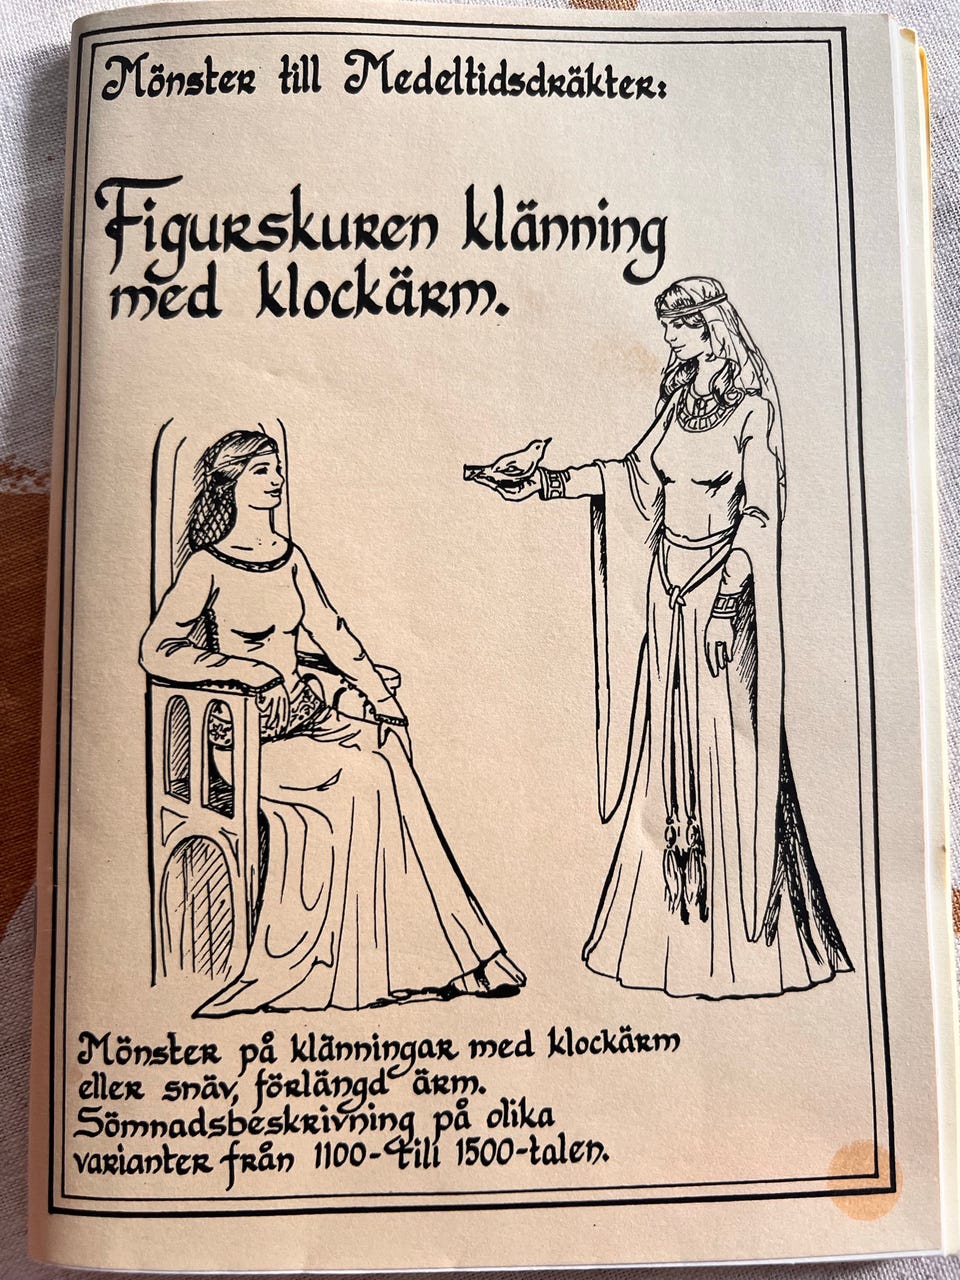 Mönster till Medeltidsdräkter:
Figurskuren klänning
med klockärm.
Mönster på klänningar med klockärm
eller snäv, förlängd ärm.
Sömnadsbeskrivning på olika
varianter från 1100- till 1500-talen.